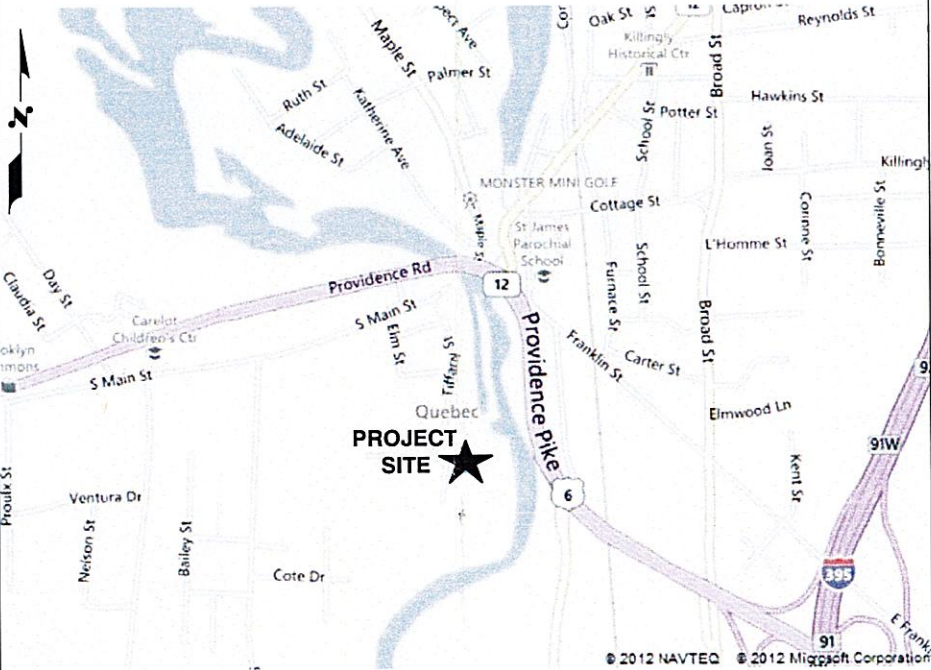 Oak St
St
12
Reynolds St
Maple St
Palmer St
Killingly
Historical Ctr
Broad St
Ruth St
Katherine Ave
Hawkins St
Adelaide St
School St
Potter St
Joan St
N
MONSTER MINI GOLF
Cottage St
Corinne St
Bonneville St
Maple St
St James
Parochial
School
L'Homme St
School St
Furnace St
Providence Rd
12
Day St
Claudia St
S Main St
Elm St
Tiffany St
Providence Pike
Broad St
Franklin St
Carter St
Children's Ctr
S Main St
Quebec
Elmwood Ln
PROJECT
SITE
91W
Kent St
6
Proulx St
Ventura Dr
Nelson St
Bailey St
Cote Dr
395
91
© 2012 NAVTEQ © 2012 Microsoft Corporation